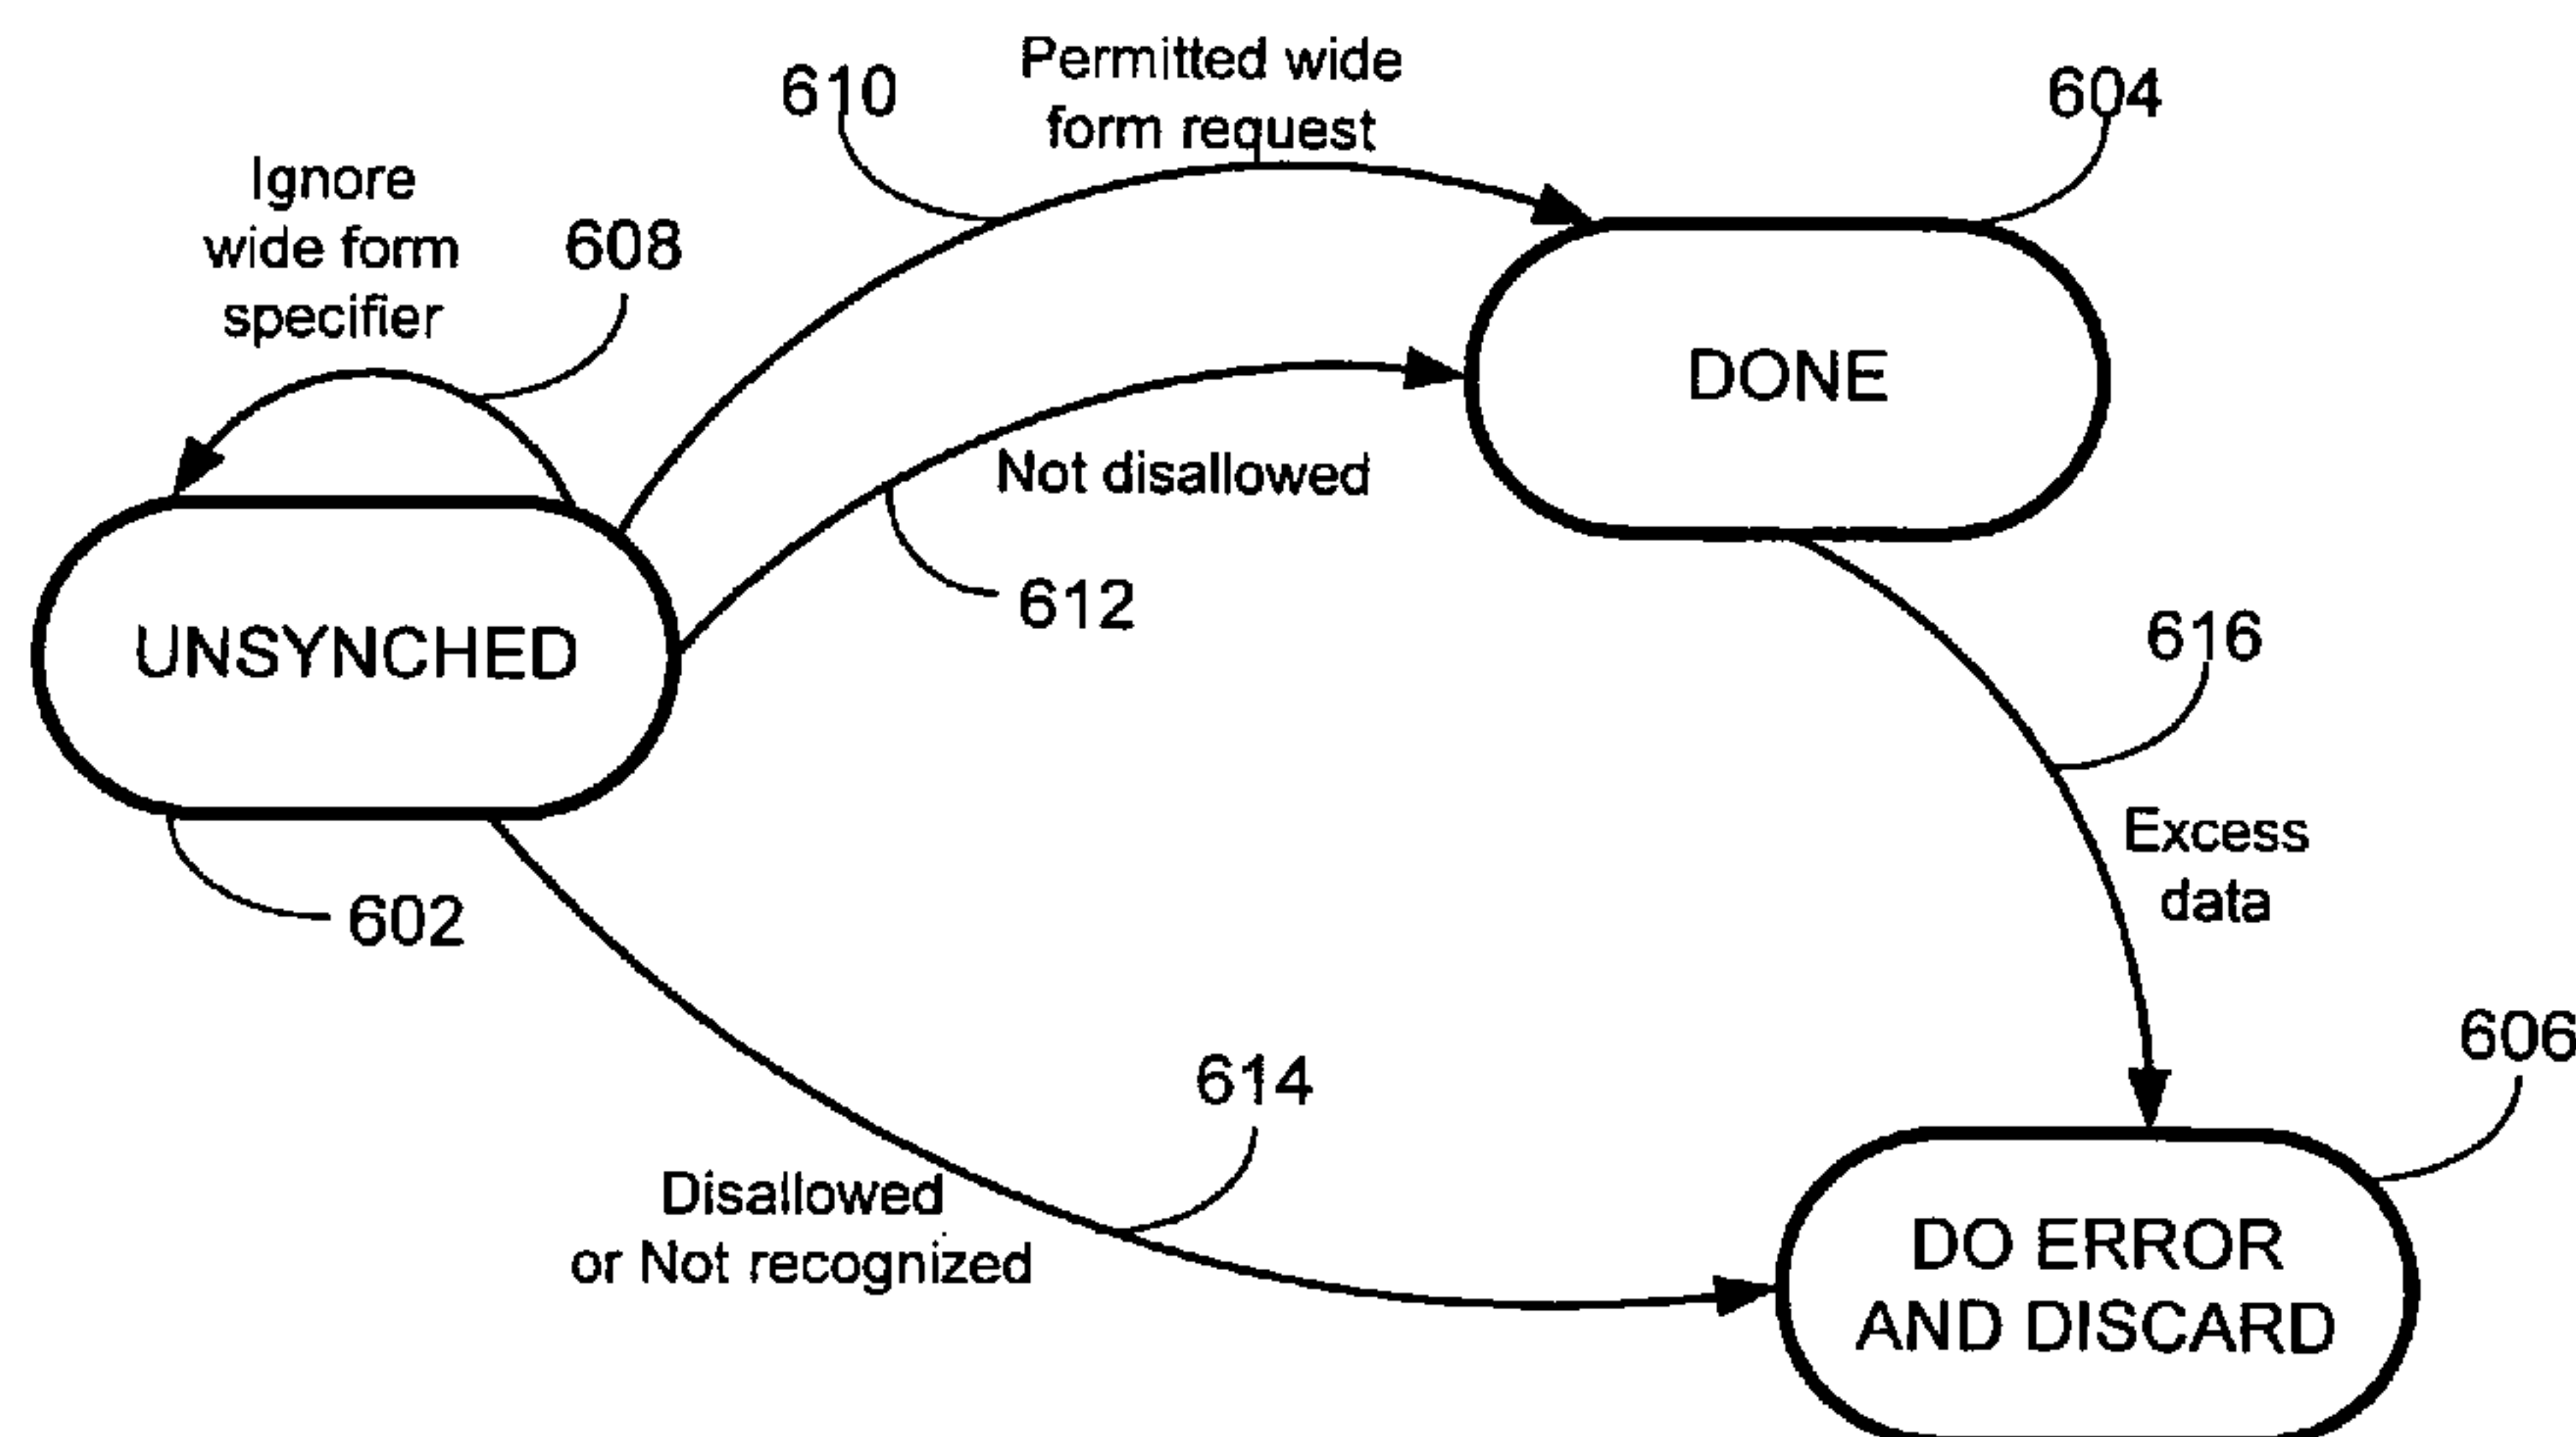 Permitted wide
form request
610
604
Ignore
wide form
specifier
608
DONE
Not disallowed
612
UNSYNCHED
616
602
Excess
data
606
614
Disallowed
or Not recognized
DO ERROR
AND DISCARD